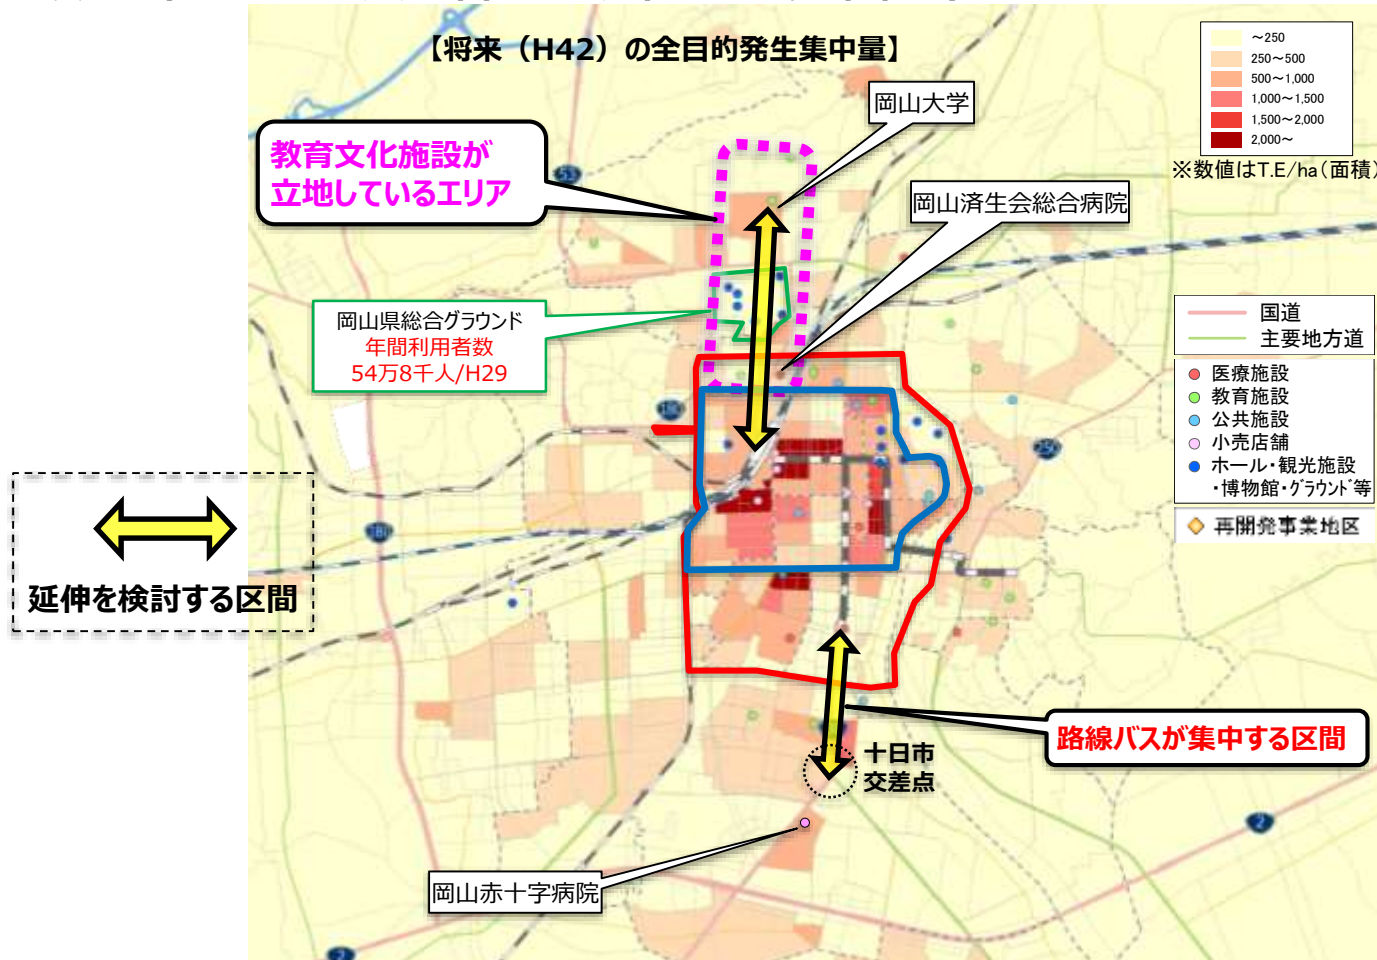 【将来（H42）の全目的発生集中量】
～250
250～500
500～1,000
1,000～1,500
1,500～2,000
2,000～
※数値はT.E/ha（面積）
岡山大学
教育文化施設が
立地しているエリア
53
岡山済生会総合病院
岡山県総合グラウンド
年間利用者数
54万8千人/H29
国道
主要地方道
医療施設
教育施設
公共施設
小売店舗
ホール・観光施設
・博物館・グラウンド等
再開発事業地区
180
250
180
延伸を検討する区間
路線バスが集中する区間
十日市
交差点
2
岡山赤十字病院
2